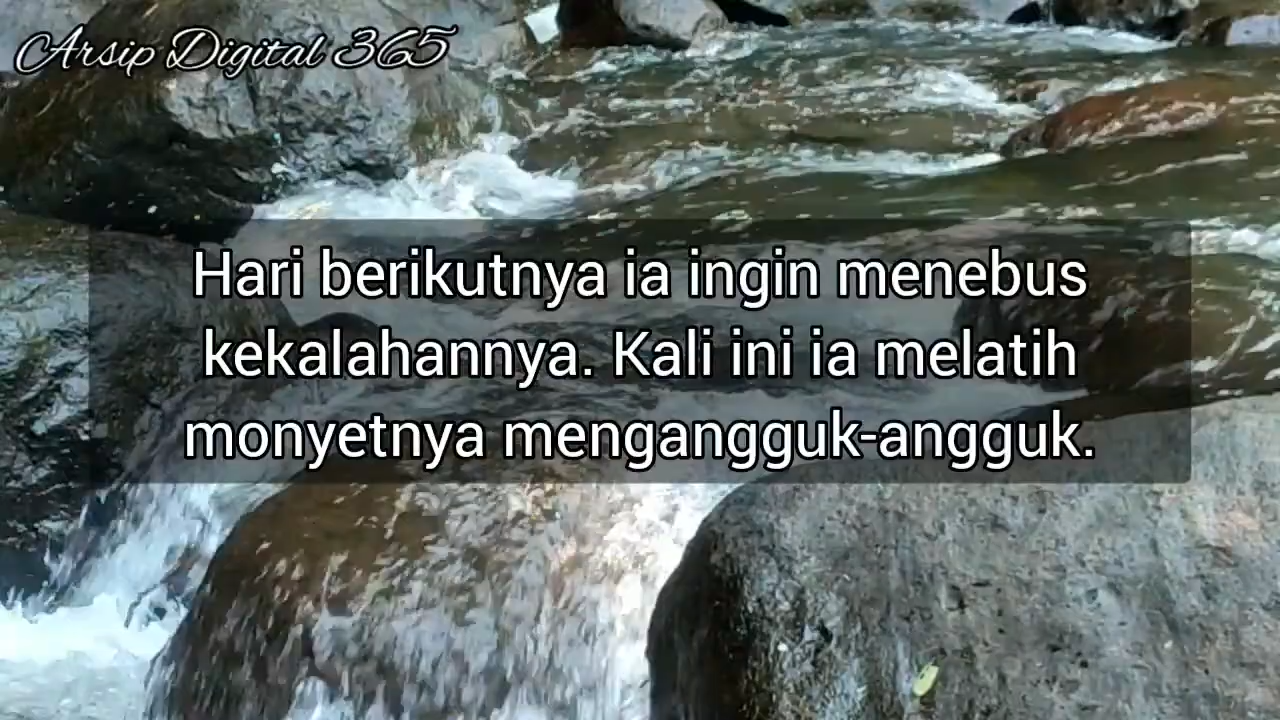 Arsip Digital 365
Hari berikutnya ia ingin menebus
kekalahannya. Kali ini ia melatih
monyetnya mengangguk-angguk.